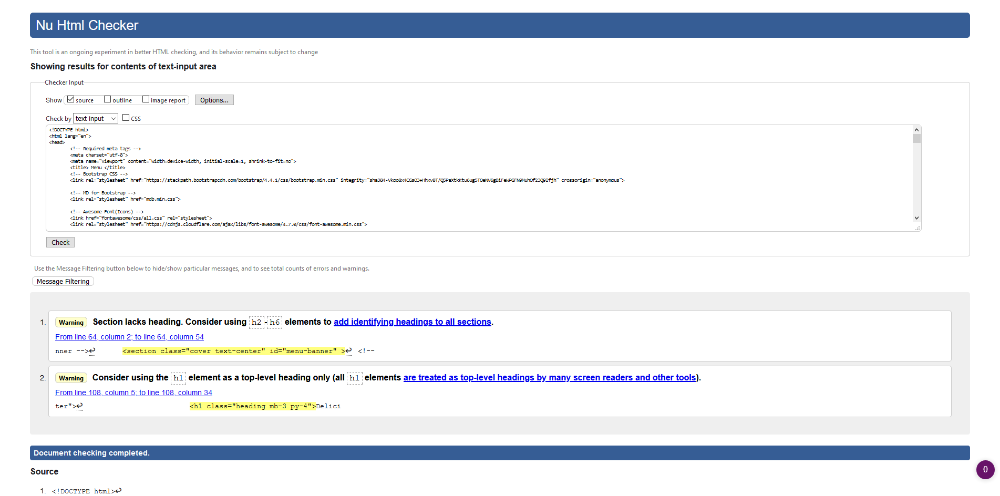 Nu Html Checker
This tool is an ongoing experiment in better HTML checking, and its behavior remains subject to change
Showing results for contents of text-input area
Checker Input
Show source outline image report Options...
Check by text input CSS
<!DOCTYPE html>
<html lang="en">
<head>
<!-- Required meta tags -->
<meta charset="utf-8">
<meta name="viewport" content="width=device-width, initial-scale=1, shrink-to-fit=no">
<title> Menu </title>
<!-- Bootstrap CSS -->
<link rel="stylesheet" href="https://stackpath.bootstrapcdn.com/bootstrap/4.4.1/css/bootstrap.min.css" integrity="sha384-Vkoo8x4CGsO3+Hhxv8T/Q5PaXtkKtu6ug5TOeNV6gBiFeWPGFN9MuhOf23Q9Ifjh" crossorigin="anonymous">
<!-- MD for Bootstrap -->
<link rel="stylesheet" href="mdb.min.css">
<!-- Awesome Font(Icons) -->
<link href="fontawesome/css/all.css" rel="stylesheet">
<link rel="stylesheet" href="https://cdnjs.cloudflare.com/ajax/libs/font-awesome/4.7.0/css/font-awesome.min.css">
Check
Use the Message Filtering button below to hide/show particular messages, and to see total counts of errors and warnings.
Message Filtering
1. Warning Section lacks heading. Consider using h2-h6 elements to add identifying headings to all sections.
From line 64, column 2; to line 64, column 54
nner -->↩ <section class="cover text-center" id="menu-banner" >↩ <!--
2. Warning Consider using the h1 element as a top-level heading only (all h1 elements are treated as top-level headings by many screen readers and other tools).
From line 108, column 5; to line 108, column 34
ter">↩ <h1 class="heading mb-3 py-4">Delici
Document checking completed.
0
Source
1. <!DOCTYPE html>↩